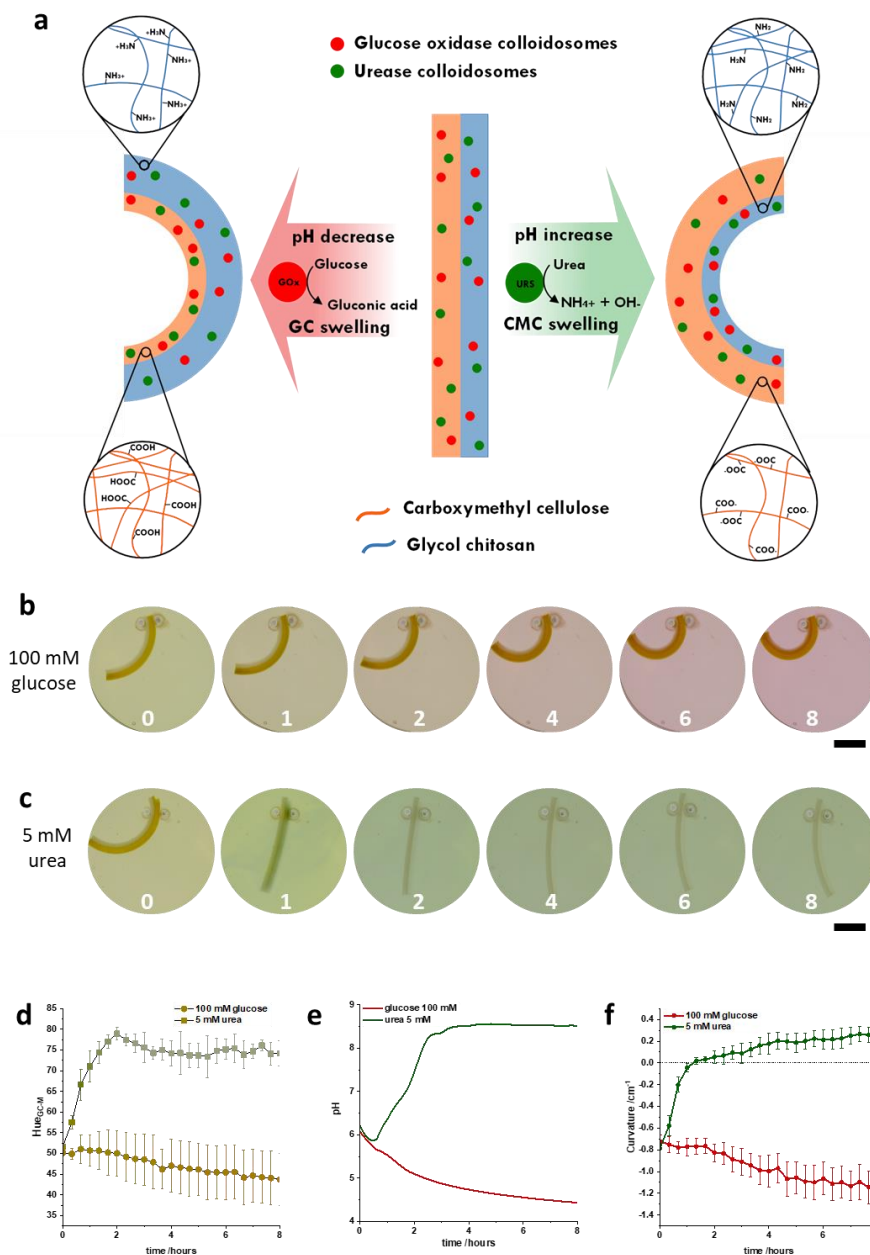 a
Glucose oxidase colloidosomes
Urease colloidosomes
+H₃N
+H₃N
NH₃+
NH₃+
NH₃+
NH₃+
NH₂
H₂N
NH₂
H₂N
NH₂
NH₂
pH decrease
Glucose
GOx
Gluconic acid
GC swelling
pH increase
Urea
URS
NH₄+ + OH-
CMC swelling
COOH
HOOC
HOOC
COOH
COOH
-OOC
-OOC
COO-
COO-
-OOC
COO-
Carboxymethyl cellulose
Glycol chitosan
b
100 mM
glucose
0 1 2 4 6 8
c
5 mM
urea
0 1 2 4 6 8
d
100 mM glucose
5 mM urea
85
80
75
70
65
60
55
50
45
40
35
HueGC-M
0 2 4 6 8
time /hours
e
glucose 100 mM
urea 5 mM
9
8
7
6
5
4
pH
0 2 4 6 8
time /hours
f
100 mM glucose
5 mM urea
0.4
0.2
0.0
-0.2
-0.4
-0.6
-0.8
-1.0
-1.2
Curvature /cm⁻¹
0 2 4 6
time /hours